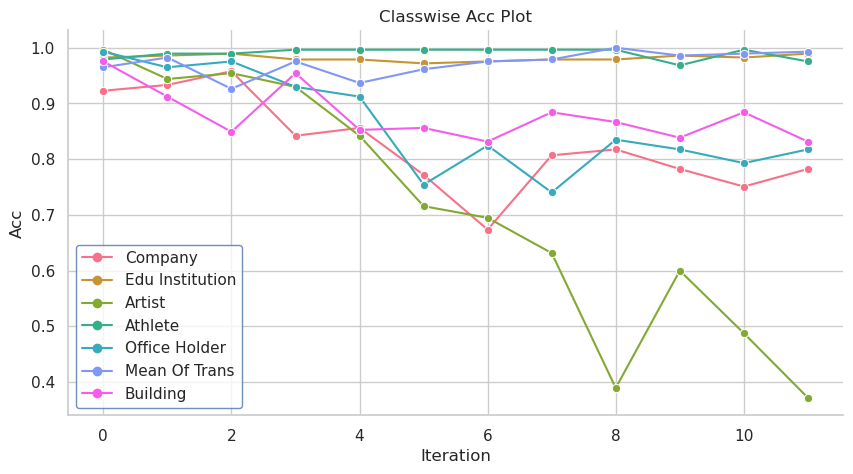 Classwise Acc Plot
1.0
0.9
0.8
0.7
0.6
0.5
0.4
Acc
Company
Edu Institution
Artist
Athlete
Office Holder
Mean Of Trans
Building
0 2 4 6 8 10
Iteration